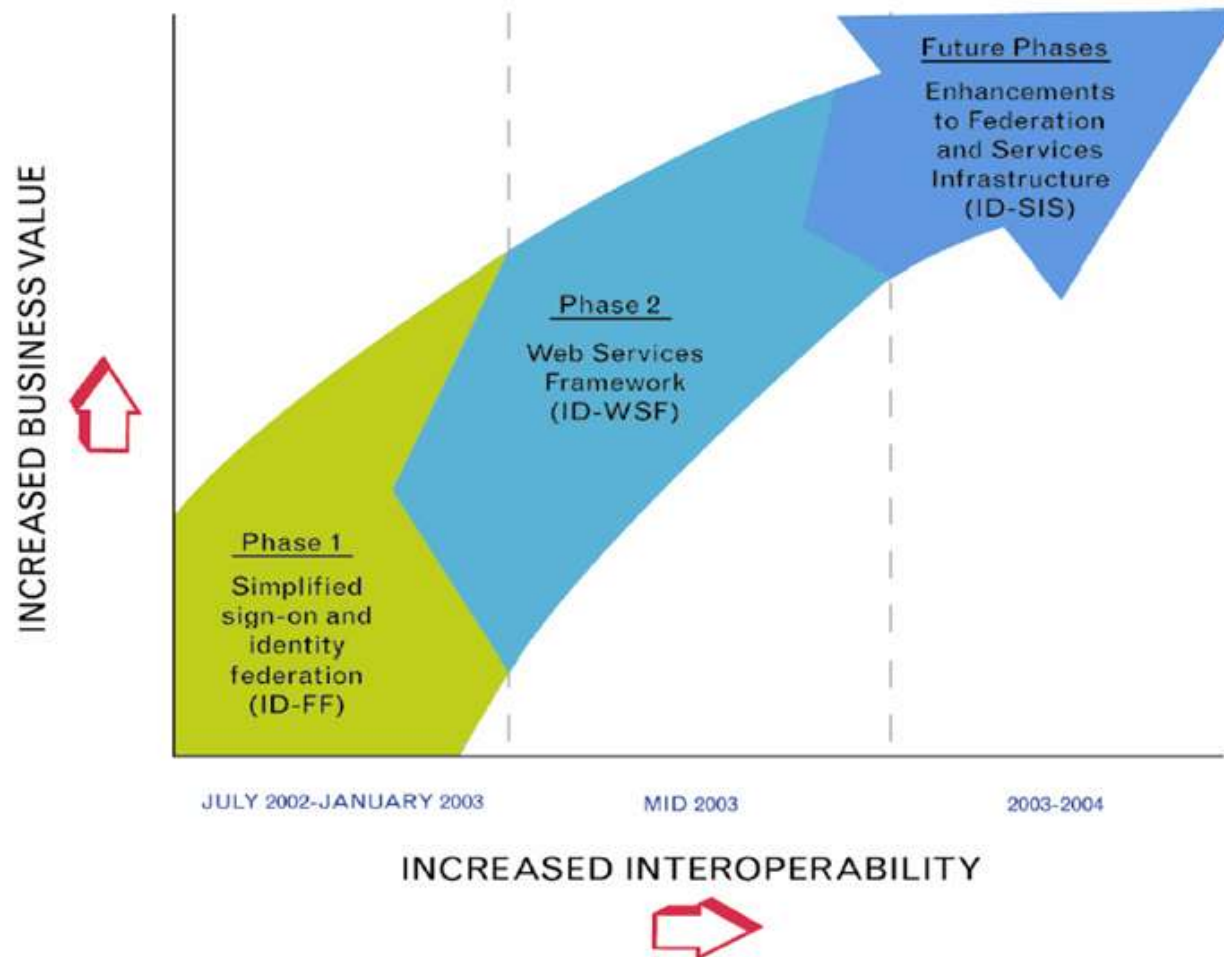 Future Phases
Enhancements
to Federation
and Services
Infrastructure
(ID-SIS)
Phase 2
Web Services
Framework
(ID-WSF)
Phase 1
Simplified
sign-on and
identity
federation
(ID-FF)
INCREASED BUSINESS VALUE
JULY 2002-JANUARY 2003
MID 2003
2003-2004
INCREASED INTEROPERABILITY